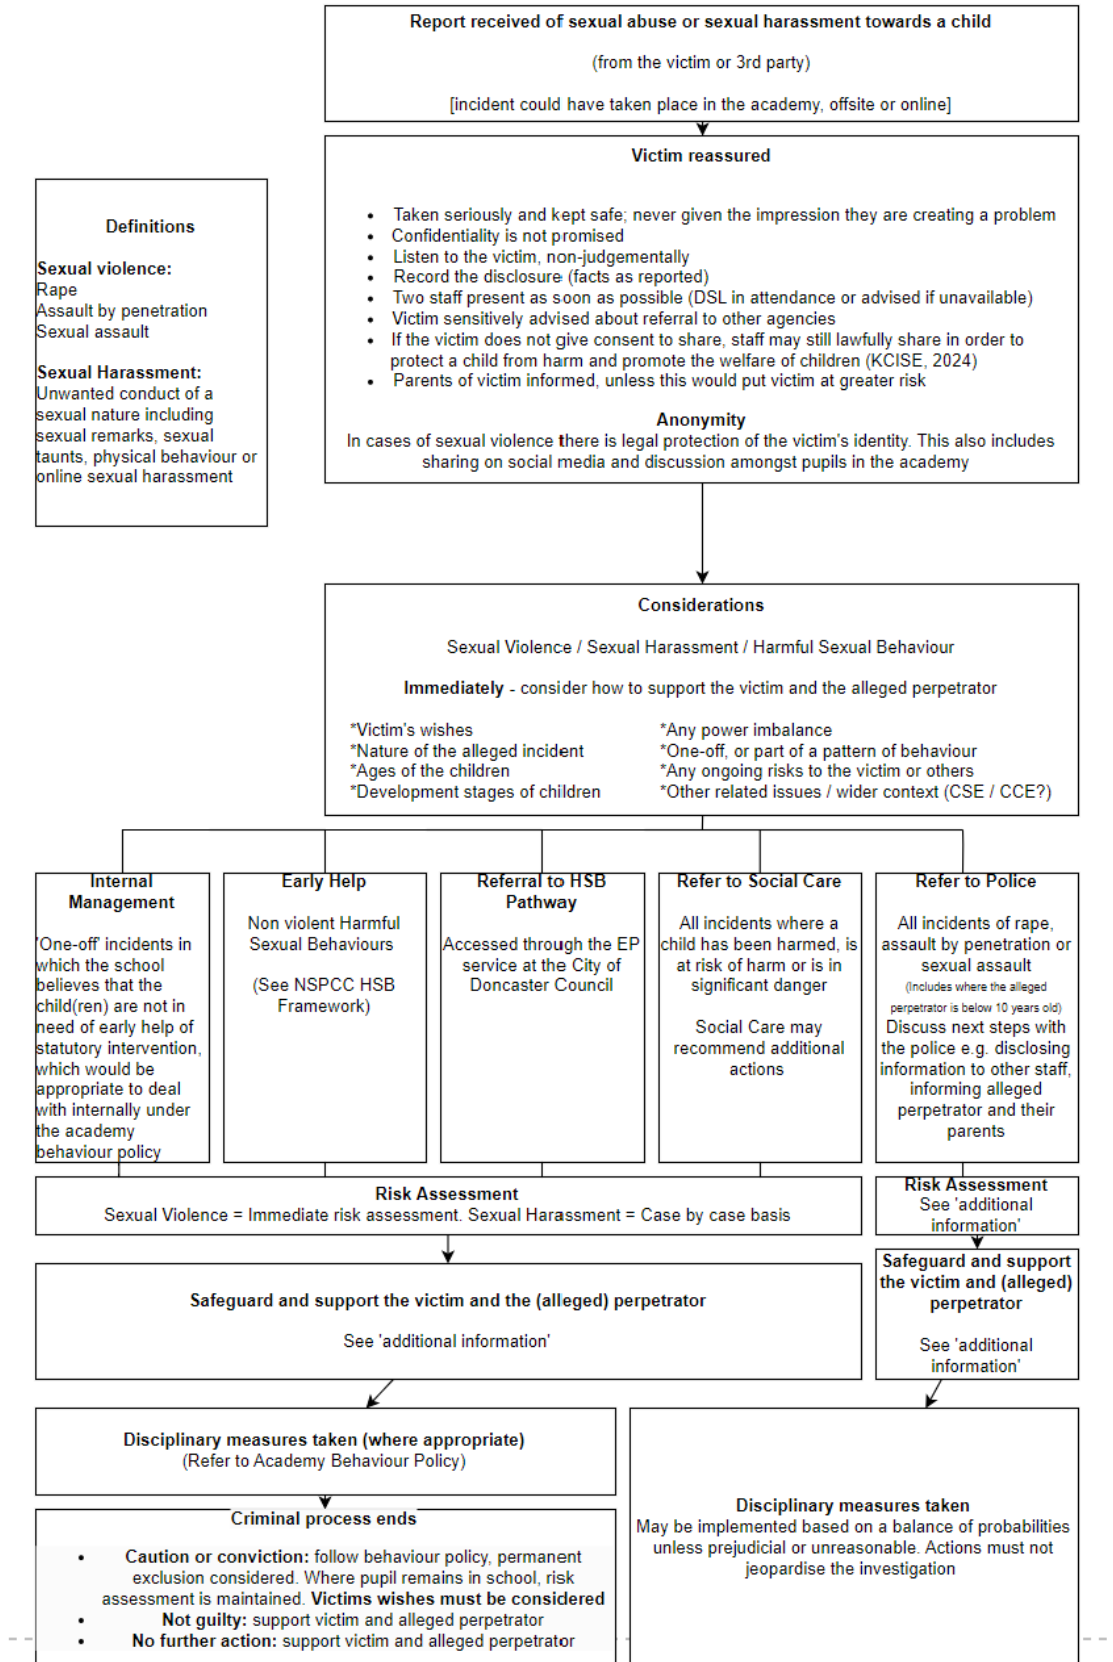 Report received of sexual abuse or sexual harassment towards a child
(from the victim or 3rd party)
[incident could have taken place in the academy, offsite or online]
Victim reassured
• Taken seriously and kept safe; never given the impression they are creating a problem
• Confidentiality is not promised
• Listen to the victim, non-judgementally
• Record the disclosure (facts as reported)
• Two staff present as soon as possible (DSL in attendance or advised if unavailable)
• Victim sensitively advised about referral to other agencies
• If the victim does not give consent to share, staff may still lawfully share in order to
protect a child from harm and promote the welfare of children (KCISE, 2024)
• Parents of victim informed, unless this would put victim at greater risk
Anonymity
In cases of sexual violence there is legal protection of the victim's identity. This also includes
sharing on social media and discussion amongst pupils in the academy
Definitions
Sexual violence:
Rape
Assault by penetration
Sexual assault
Sexual Harassment:
Unwanted conduct of a
sexual nature including
sexual remarks, sexual
taunts, physical behaviour or
online sexual harassment
Considerations
Sexual Violence / Sexual Harassment / Harmful Sexual Behaviour
Immediately - consider how to support the victim and the alleged perpetrator
*Victim's wishes
*Nature of the alleged incident
*Ages of the children
*Development stages of children
*Any power imbalance
*One-off, or part of a pattern of behaviour
*Any ongoing risks to the victim or others
*Other related issues / wider context (CSE / CCE?)
Internal
Management
'One-off' incidents in
which the school
believes that the
child(ren) are not in
need of early help of
statutory intervention,
which would be
appropriate to deal
with internally under
the academy
behaviour policy
Early Help
Non violent Harmful
Sexual Behaviours
(See NSPCC HSB
Framework)
Referral to HSB
Pathway
Accessed through the EP
service at the City of
Doncaster Council
Refer to Social Care
All incidents where a
child has been harmed, is
at risk of harm or is in
significant danger
Social Care may
recommend additional
actions
Refer to Police
All incidents of rape,
assault by penetration or
sexual assault
(Includes where the alleged
perpetrator is below 10 years old)
Discuss next steps with
the police e.g. disclosing
information to other staff,
informing alleged
perpetrator and their
parents
Risk Assessment
Sexual Violence = Immediate risk assessment. Sexual Harassment = Case by case basis
Risk Assessment
See 'additional
information'
Safeguard and support the victim and the (alleged) perpetrator
See 'additional information'
Safeguard and support
the victim and (alleged)
perpetrator
See 'additional
information'
Disciplinary measures taken (where appropriate)
(Refer to Academy Behaviour Policy)
Criminal process ends
• Caution or conviction: follow behaviour policy, permanent
exclusion considered. Where pupil remains in school, risk
assessment is maintained. Victims wishes must be considered
• Not guilty: support victim and alleged perpetrator
• No further action: support victim and alleged perpetrator
Disciplinary measures taken
May be implemented based on a balance of probabilities
unless prejudicial or unreasonable. Actions must not
jeopardise the investigation